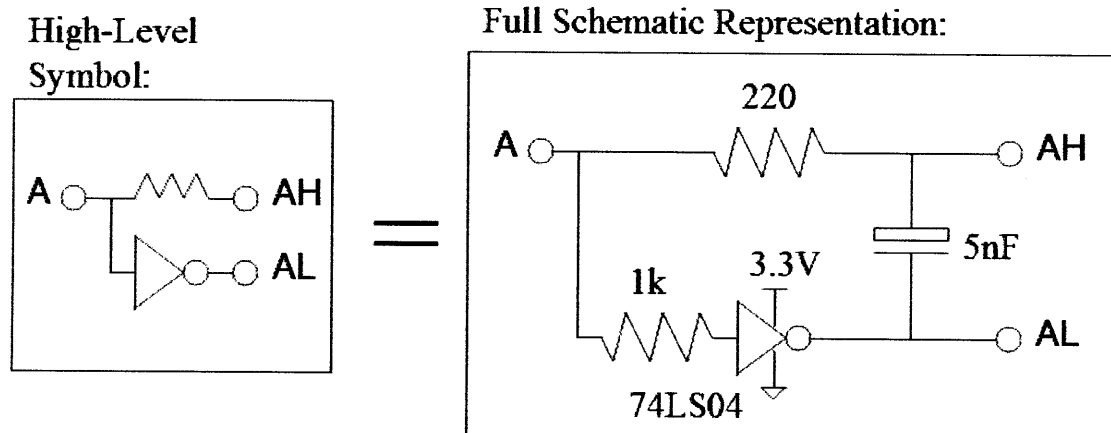 High-Level
Symbol:
A
AH
AL
Full Schematic Representation:
220
A
AH
5nF
3.3V
1k
AL
74LS04